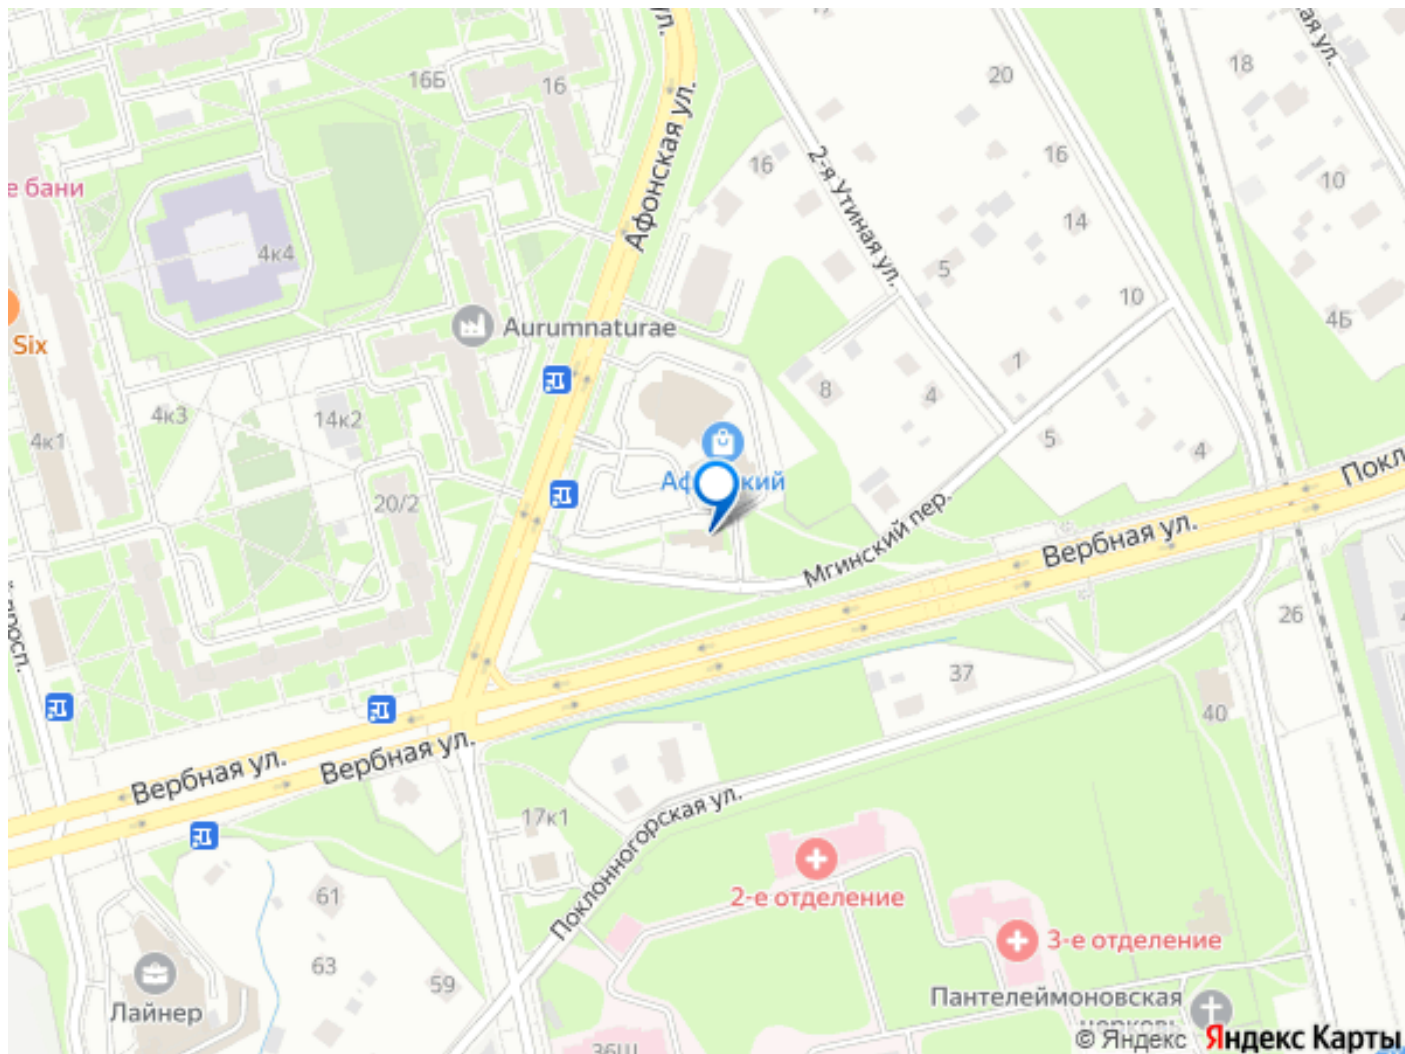 16Б
16
Афонская ул.
20
18
16
16
2-я Утиная ул.
10
е бани
4к4
14
5
10
4Б
Aurumnaturae
Six
1
8
4
4к3
14к2
4к1
5
4
20/2
Мгинский пер.
Вербная ул.
26
37
40
Вербная ул.
Вербная ул.
17к1
Поклонногорская ул.
2-е отделение
61
3-е отделение
63
59
Лайнер
Пантелеймоновская
церковь
© Яндекс Яндекс Карты